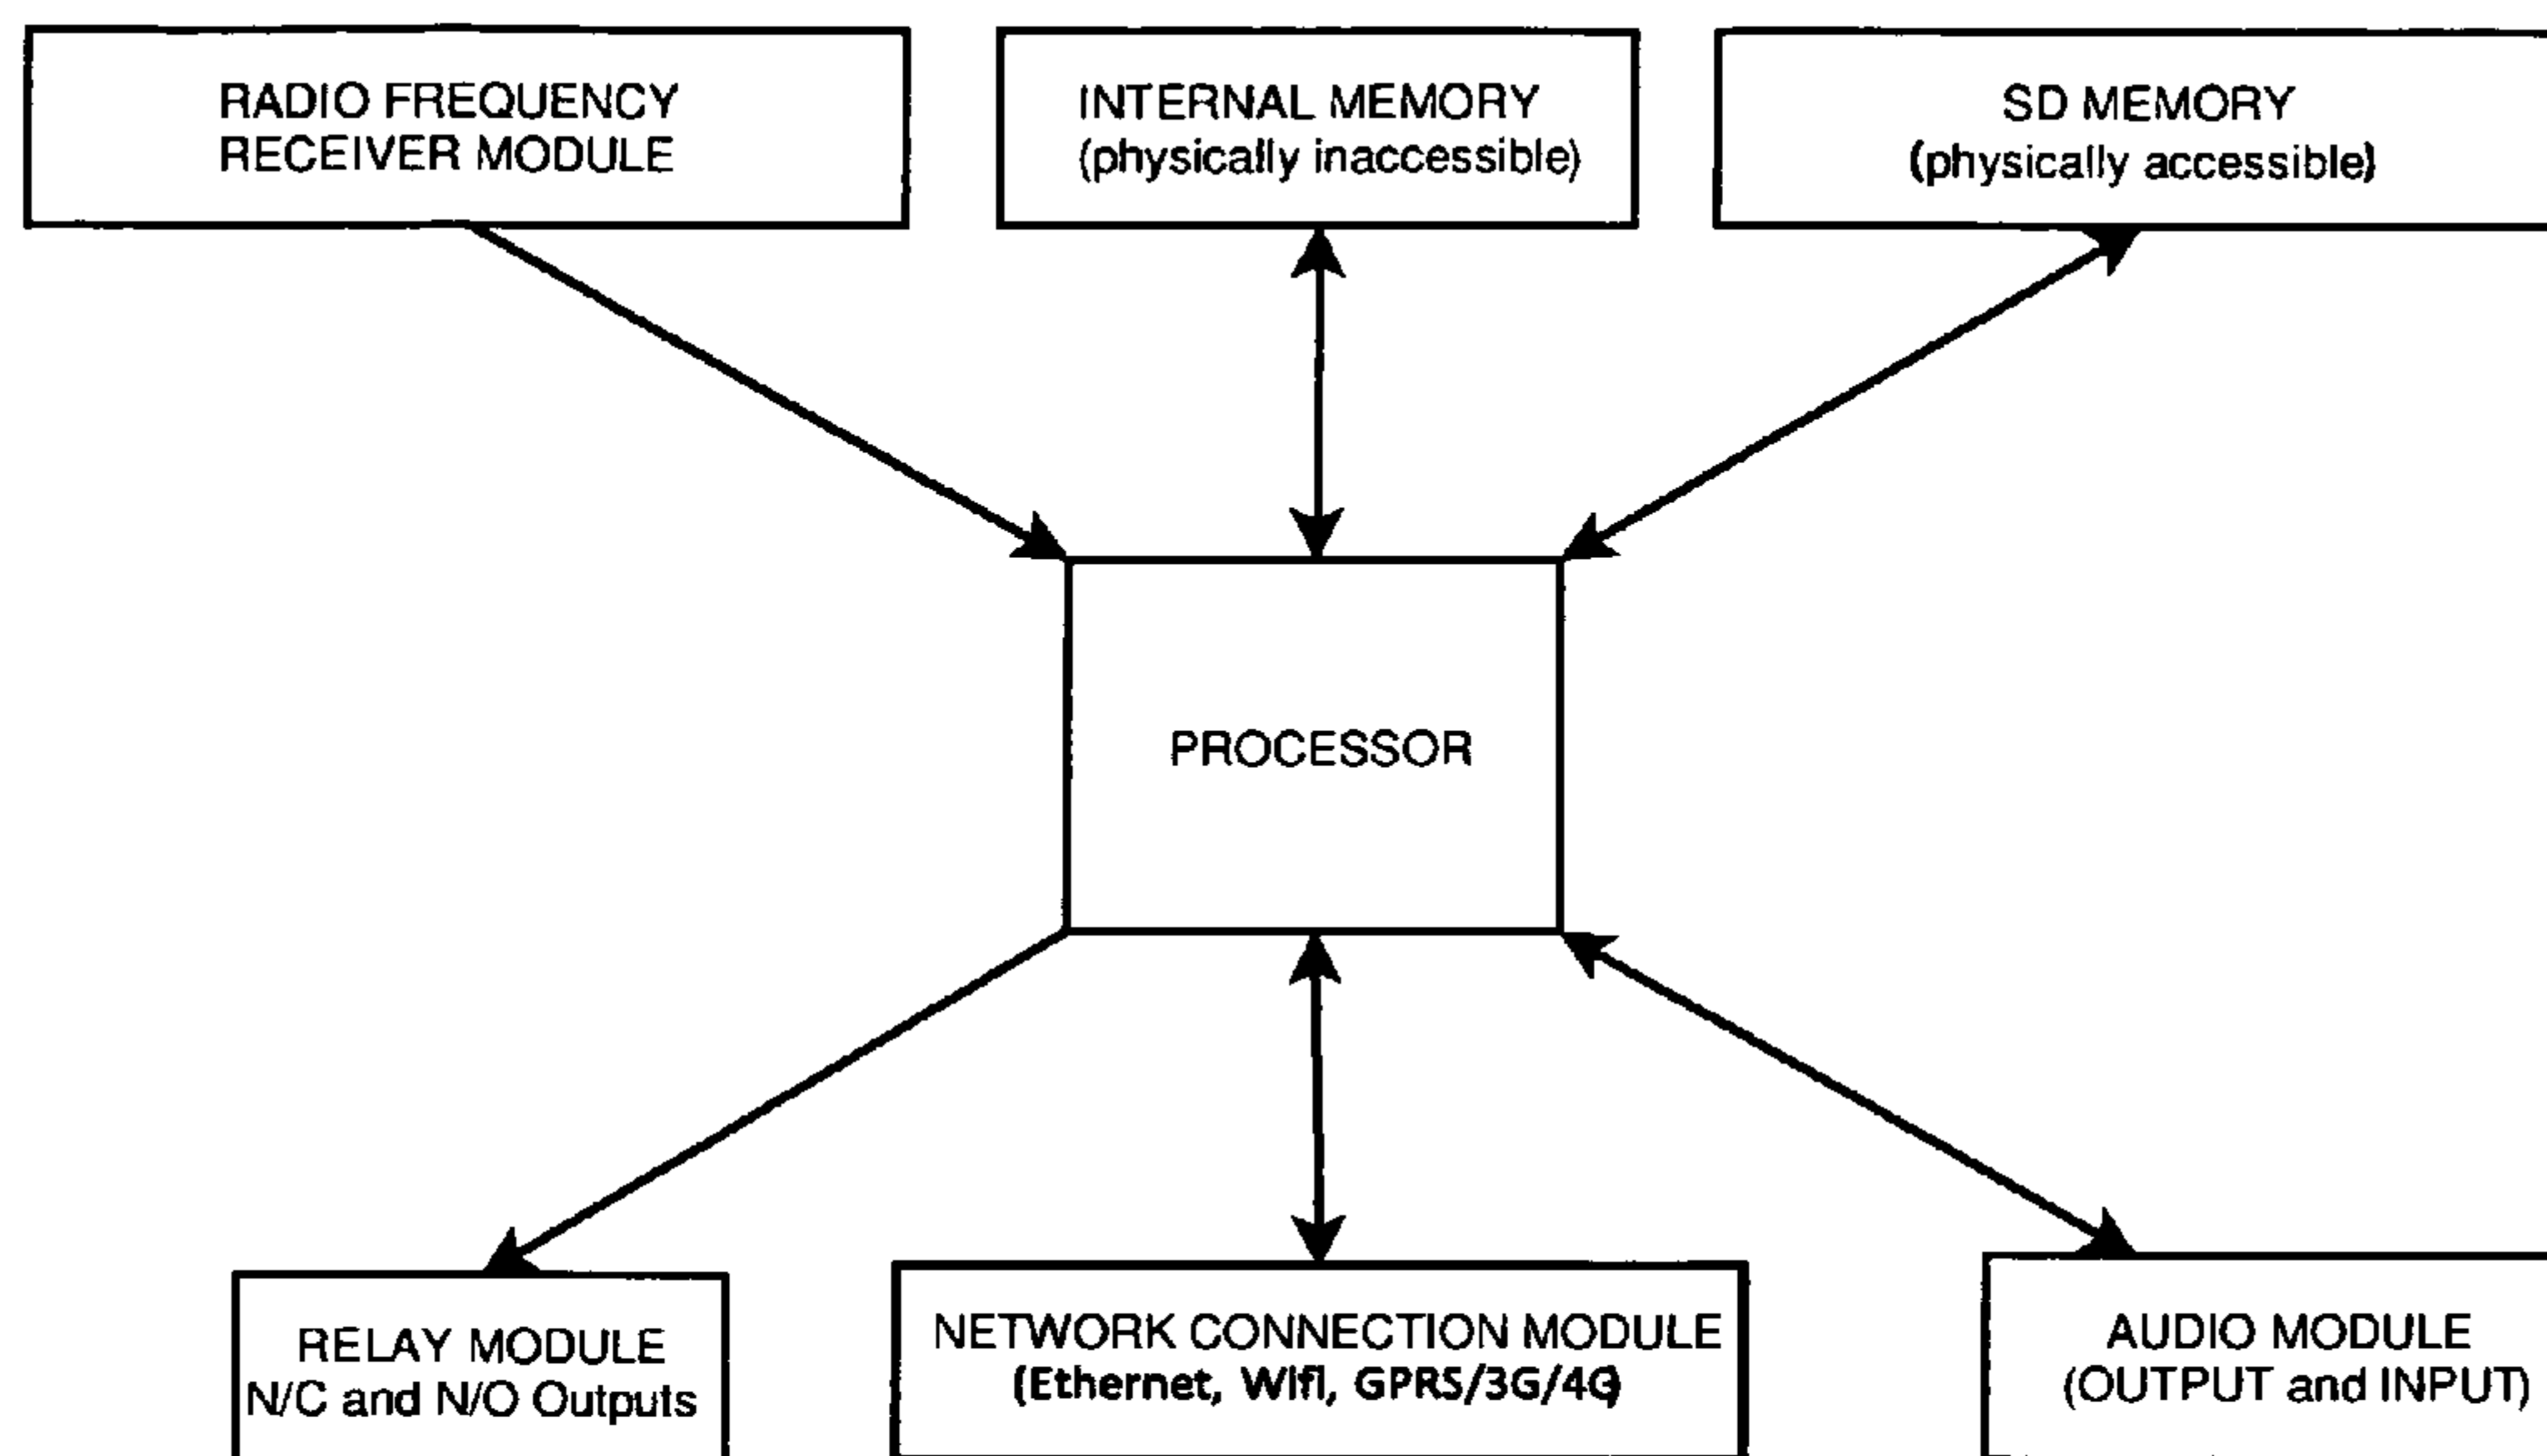 RADIO FREQUENCY
RECEIVER MODULE
INTERNAL MEMORY
(physically inaccessible)
SD MEMORY
(physically accessible)
PROCESSOR
RELAY MODULE
N/C and N/O Outputs
NETWORK CONNECTION MODULE
(Ethernet, Wifi, GPRS/3G/4G)
AUDIO MODULE
(OUTPUT and INPUT)